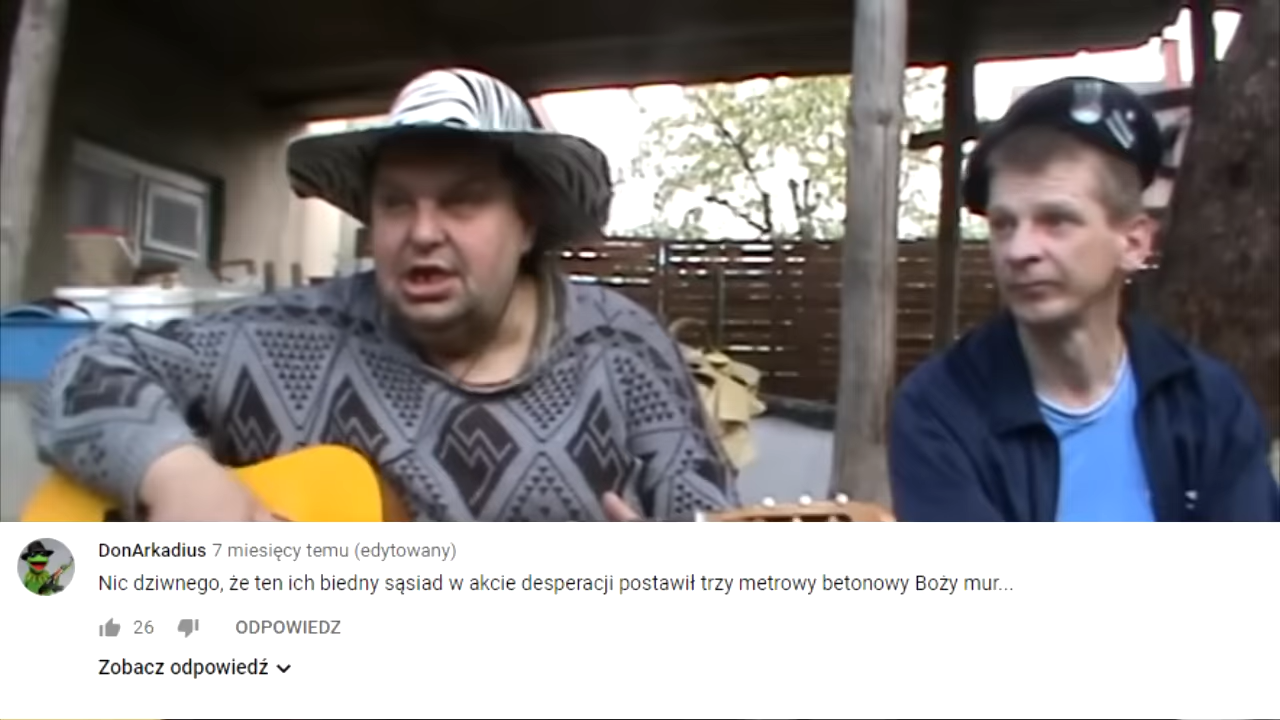 DonArkadius 7 miesięcy temu (edytowany)
Nic dziwnego, że ten ich biedny sąsiad w akcie desperacji postawił trzy metrowy betonowy Boży mur...
26 ODPOWIEDZ
Zobacz odpowiedź